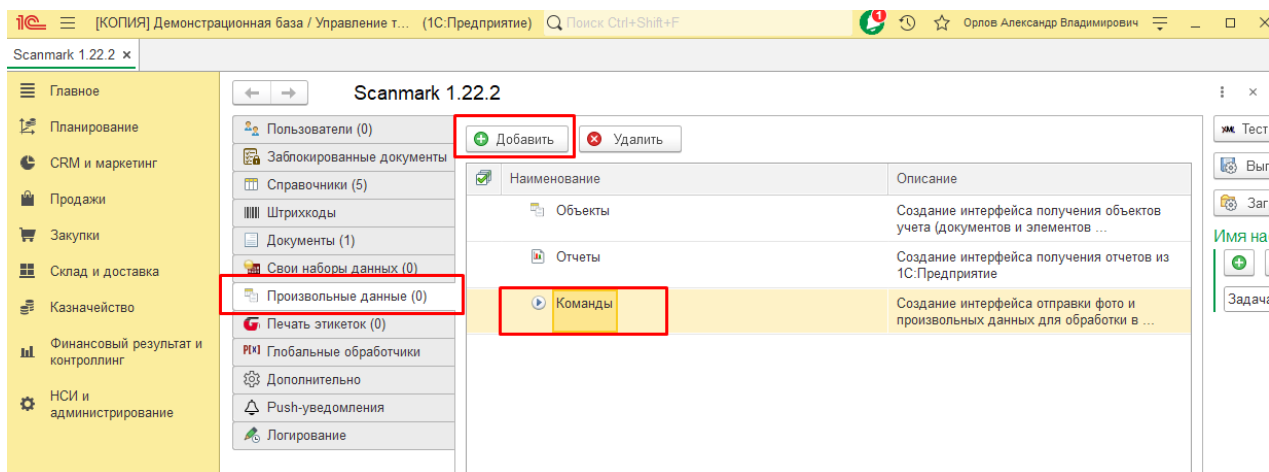 [КОПИЯ] Демонстрационная база / Управление т... (1С:Предприятие) Поиск Ctrl+Shift+F 1 Орлов Александр Владимирович
Scanmark 1.22.2 ×
Главное
Планирование
CRM и маркетинг
Продажи
Закупки
Склад и доставка
Казначейство
Финансовый результат и
контроллинг
НСИ и
администрирование
Scanmark 1.22.2
Пользователи (0)
Заблокированные документы
Справочники (5)
Штрихкоды
Документы (1)
Свои наборы данных (0)
Произвольные данные (0)
Печать этикеток (0)
Глобальные обработчики
Дополнительно
Push-уведомления
Логирование
Добавить Удалить
Наименование Описание
Объекты Создание интерфейса получения объектов
учета (документов и элементов ...
Отчеты Создание интерфейса получения отчетов из
1С:Предприятие
Команды Создание интерфейса отправки фото и
произвольных данных для обработки в ...
XML Тест
Выг
Заг
Имя на
Задача